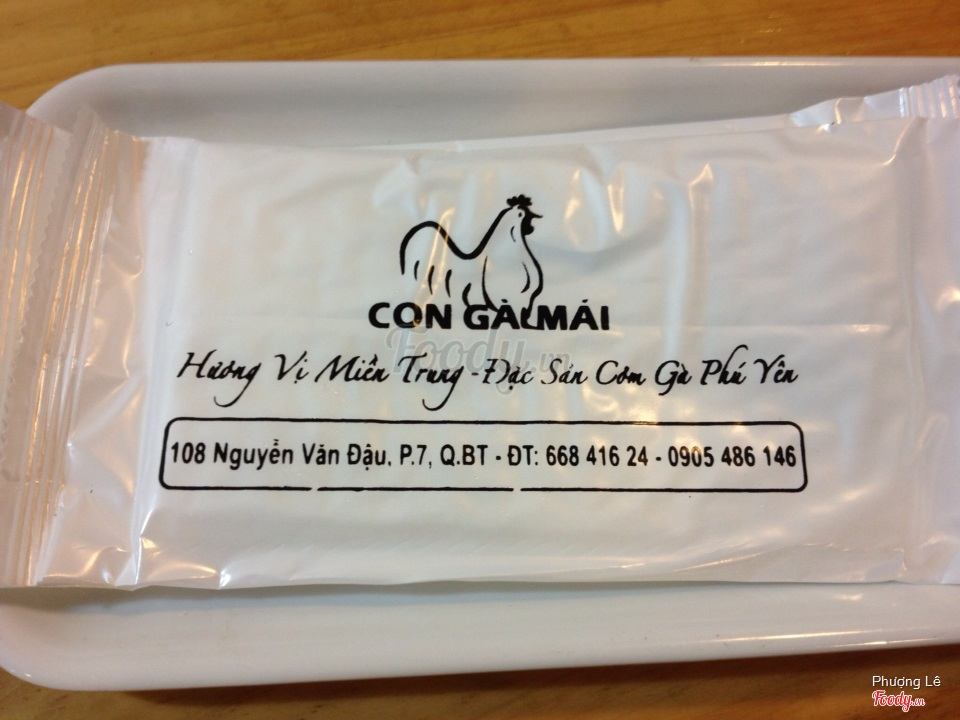 CON GÀ MÁI
Hương Vị Miền Trung - Đặc Sản Cơm Gà Phú Yên
108 Nguyễn Văn Đậu, P.7, Q.BT - ĐT: 668 416 24 - 0905 486 146
Foody.vn
Phượng Lê
Foody.vn